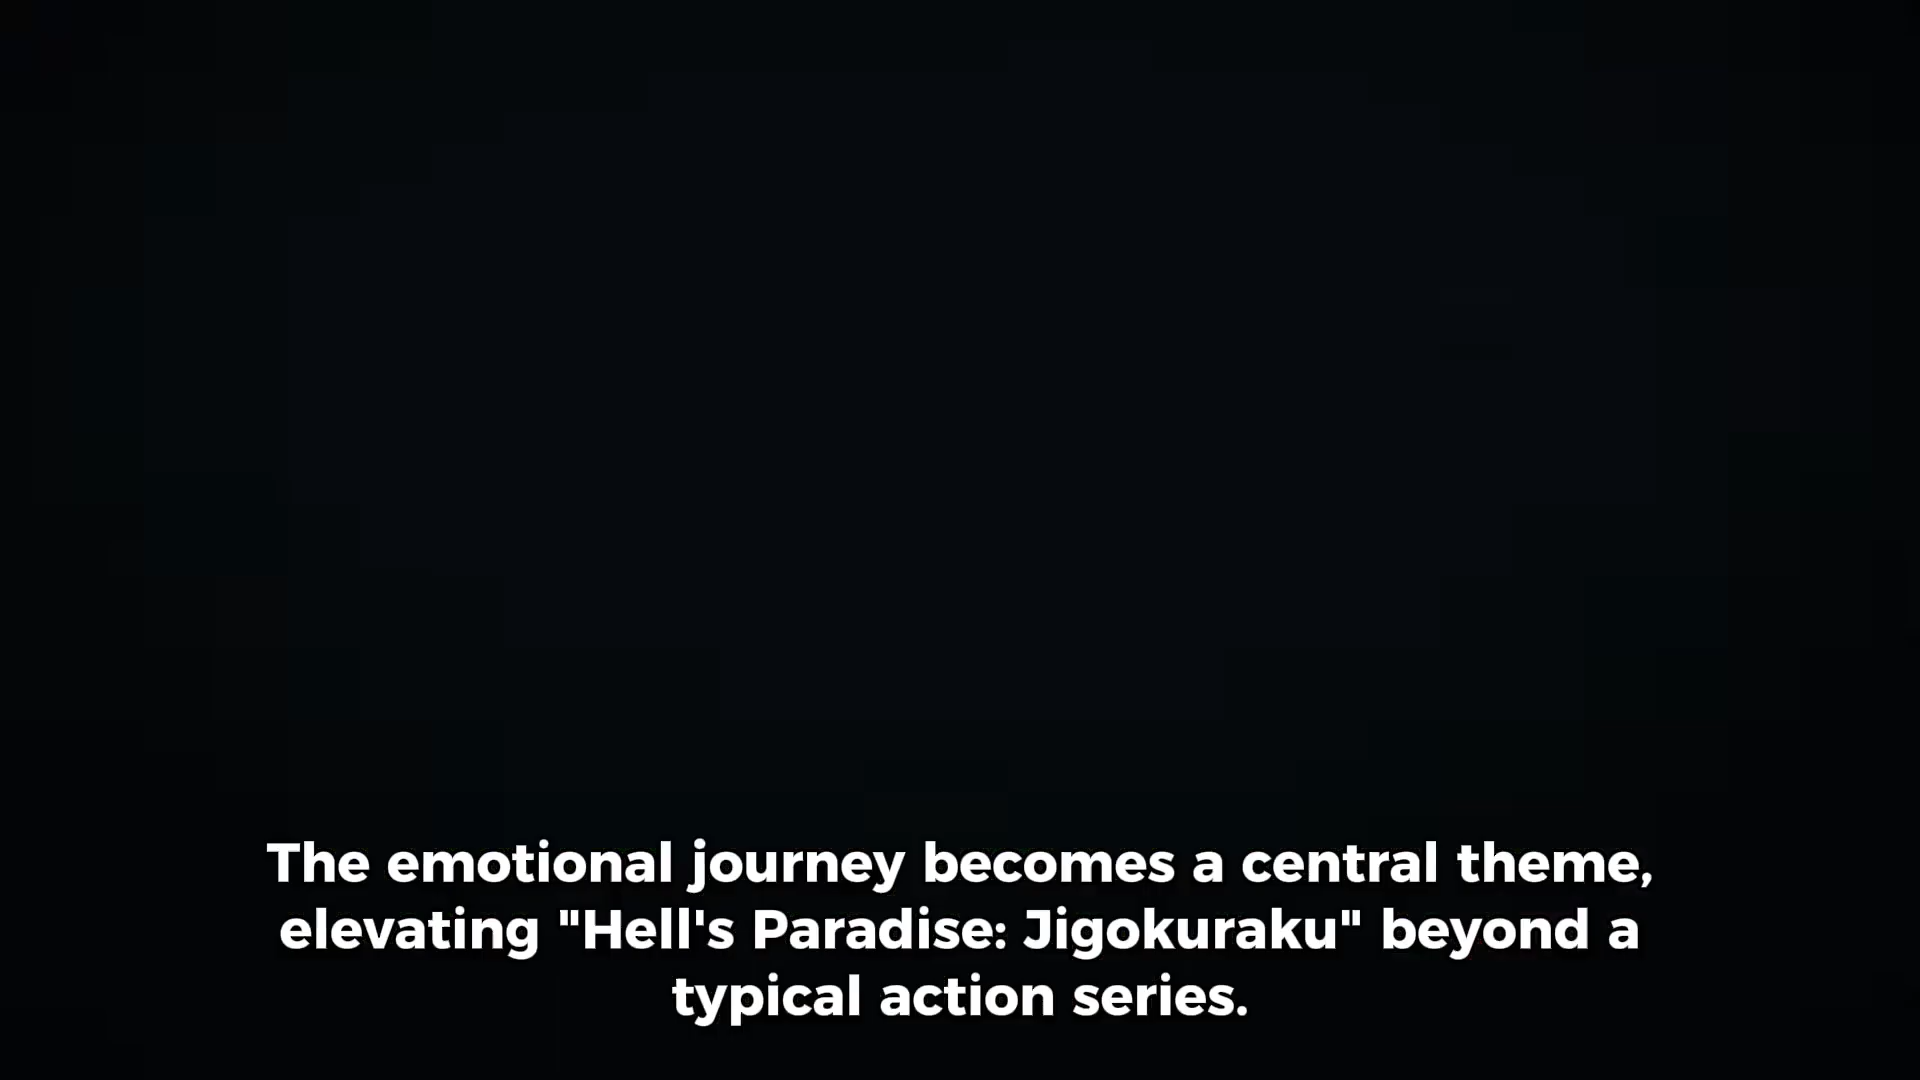 The emotional journey becomes a central theme,
elevating "Hell's Paradise: Jigokuraku" beyond a
typical action series.